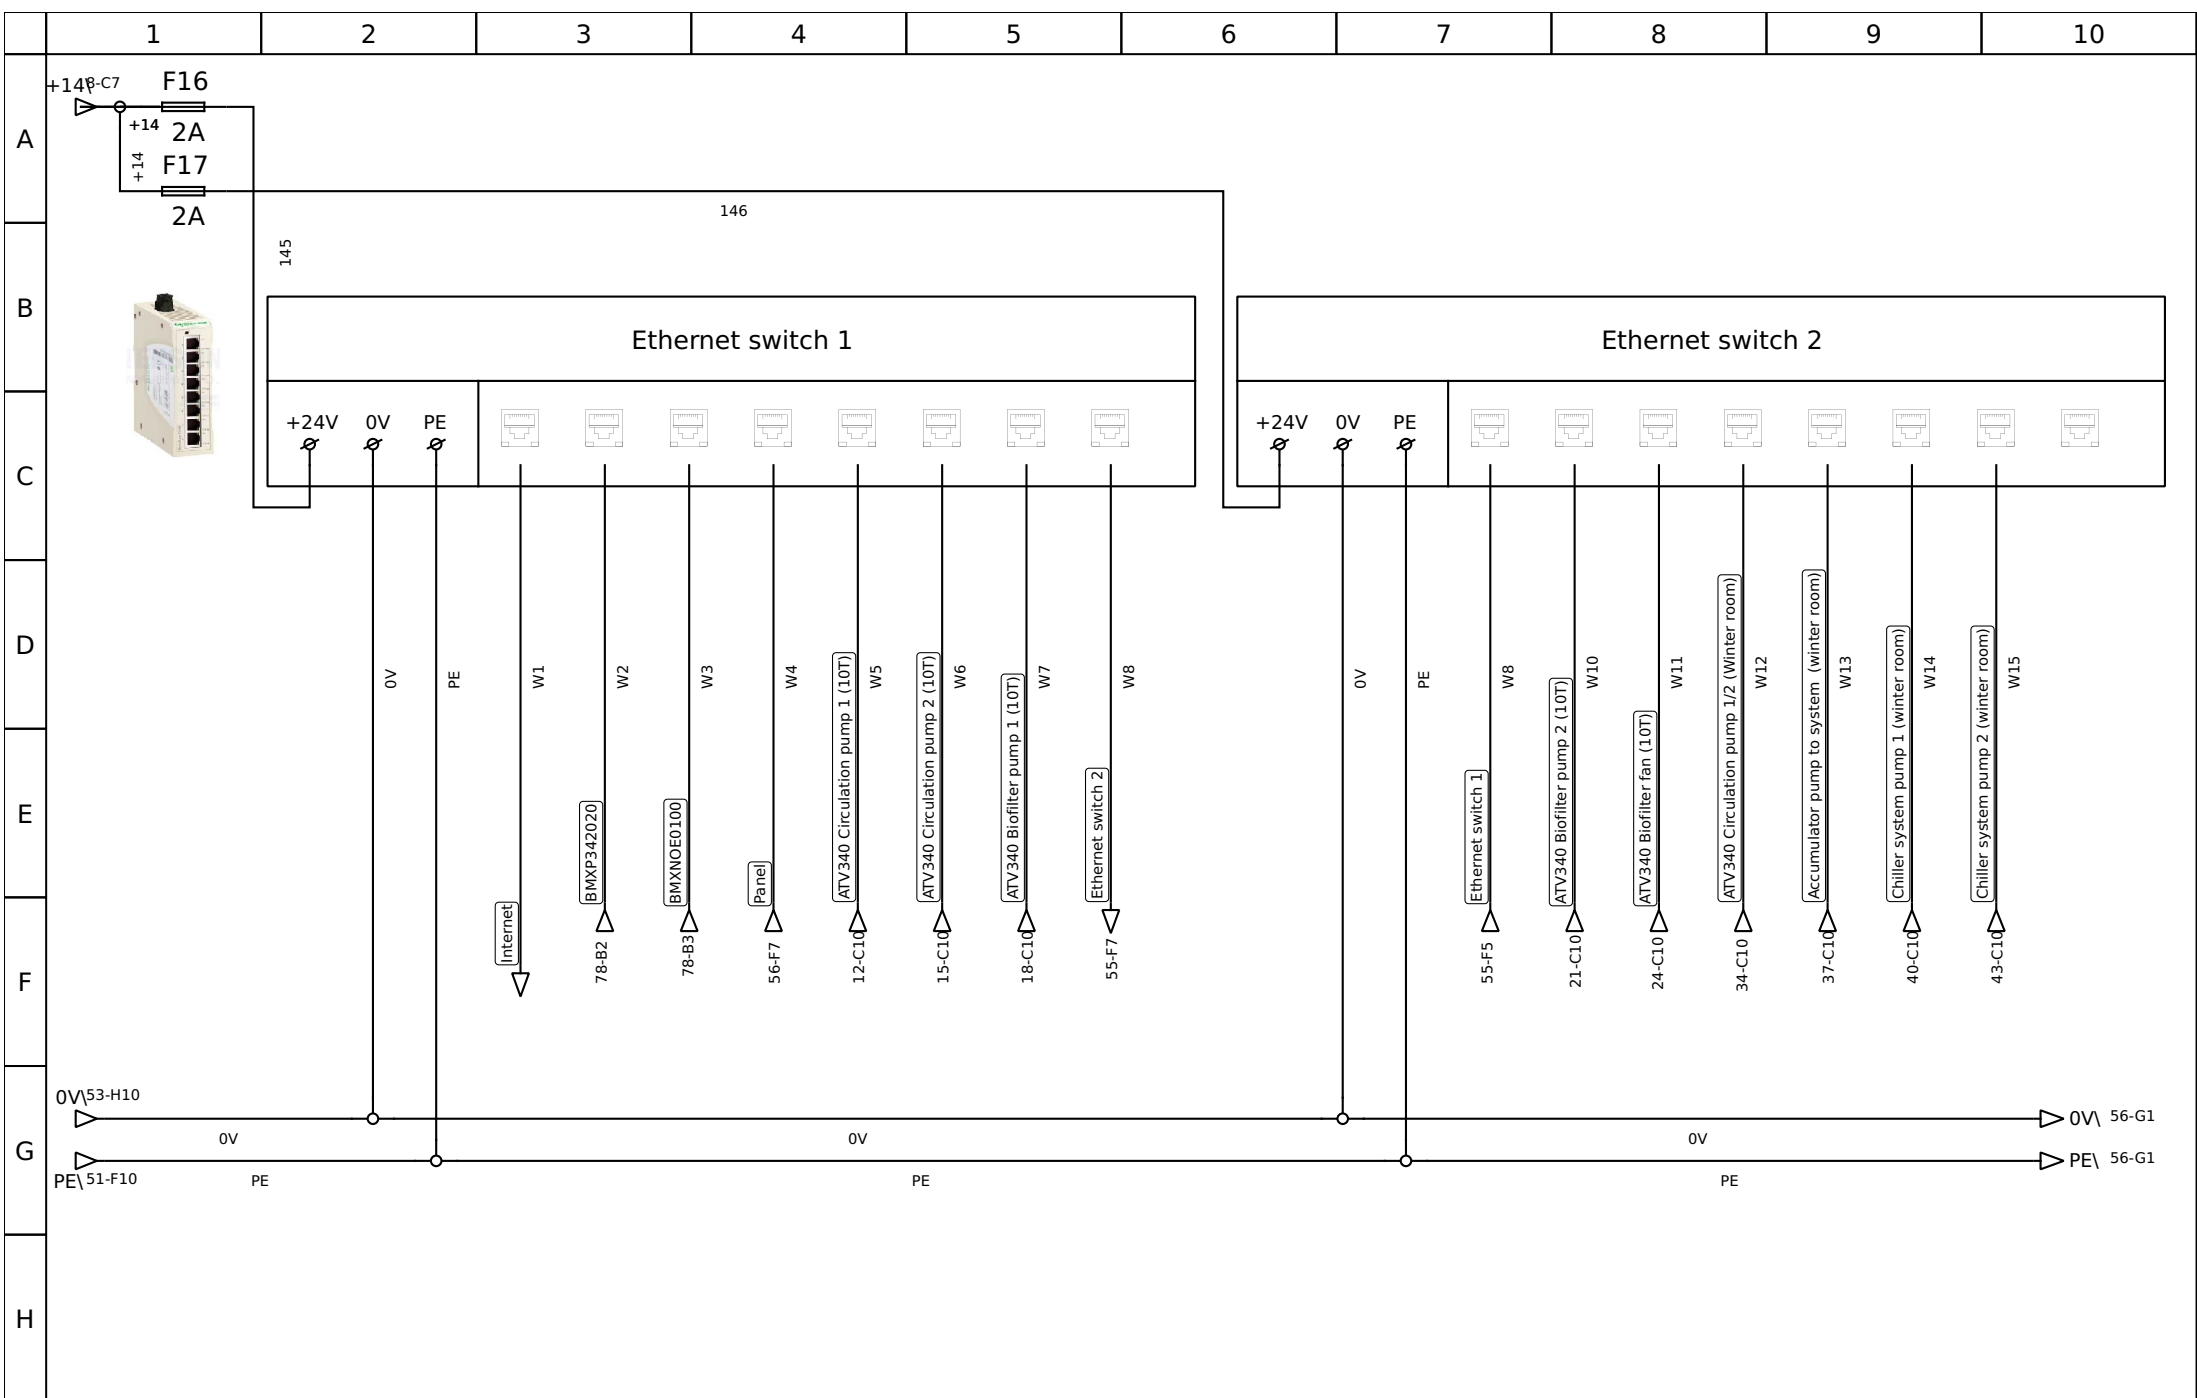 1 2 3 4 5 6 7 8 9 10
A
B
C
D
E
F
G
H
+14\
8-C7
F16
+14
2A
+14
F17
2A
146
145
Ethernet switch 1
Ethernet switch 2
+24V 0V PE
+24V 0V PE
0V
PE
W1
W2
W3
W4
W5
W6
W7
W8
0V
PE
W8
W10
W11
W12
W13
W14
W15
Internet
BMXP342020
BMXNOE0100
Panel
ATV340 Circulation pump 1 (10T)
ATV340 Circulation pump 2 (10T)
ATV340 Biofilter pump 1 (10T)
Ethernet switch 2
Ethernet switch 1
ATV340 Biofilter pump 2 (10T)
ATV340 Biofilter fan (10T)
ATV340 Circulation pump 1/2 (Winter room)
Accumulator pump to system (winter room)
Chiller system pump 1 (winter room)
Chiller system pump 2 (winter room)
78-B2
78-B3
56-F7
12-C10
15-C10
18-C10
55-F7
55-F5
21-C10
24-C10
34-C10
37-C10
40-C10
43-C10
0V\53-H10
0V\ 56-G1
0V
0V
0V
PE\51-F10
PE\ 56-G1
PE
PE
PE